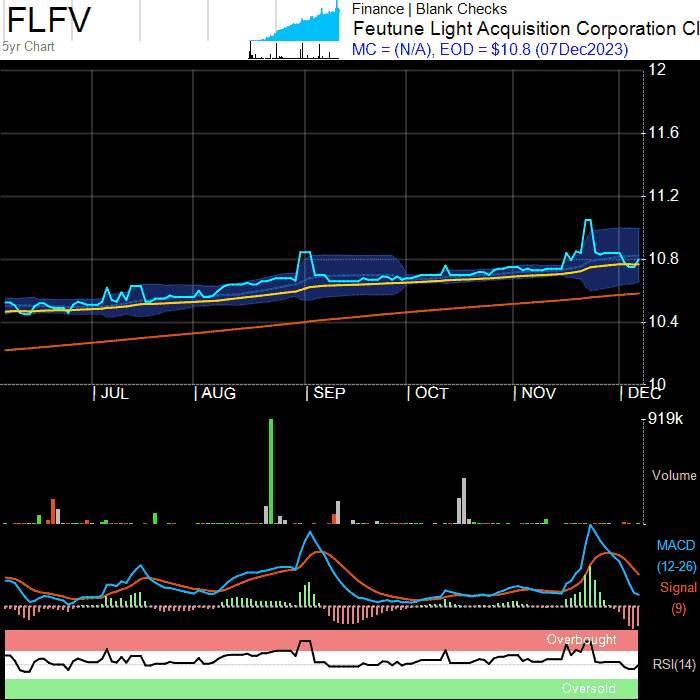 FLFV
5yr Chart
Finance | Blank Checks
Feutune Light Acquisition Corporation Cl
MC = (N/A), EOD = $10.8 (07Dec2023)
12
11.6
11.2
10.8
10.4
10
JUL
AUG
SEP
OCT
NOV
DEC
919k
Volume
MACD
(12-26)
Signal
(9)
Overbought
RSI(14)
Oversold